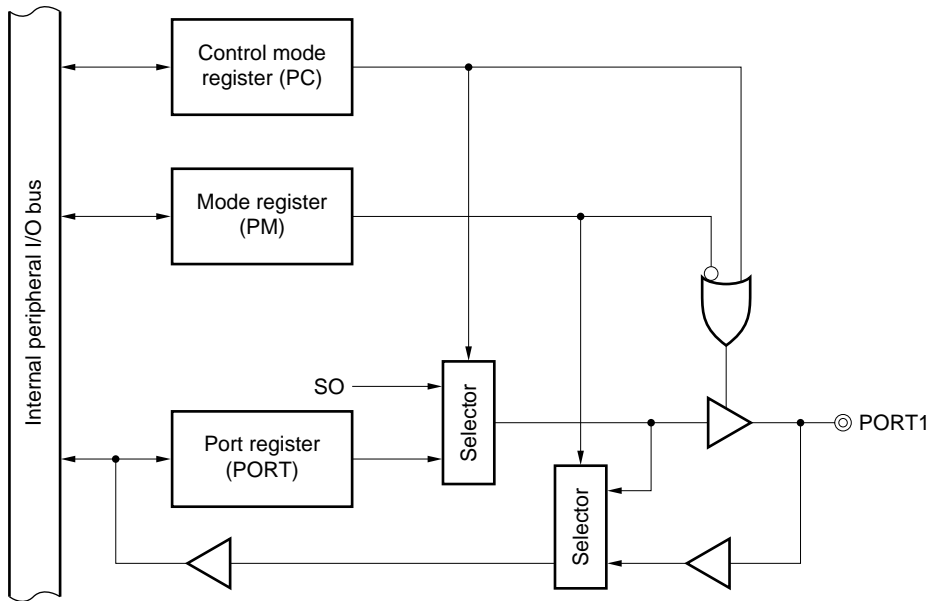 Internal peripheral I/O bus
Control mode
register (PC)
Mode register
(PM)
SO
Port register
(PORT)
Selector
Selector
PORT1